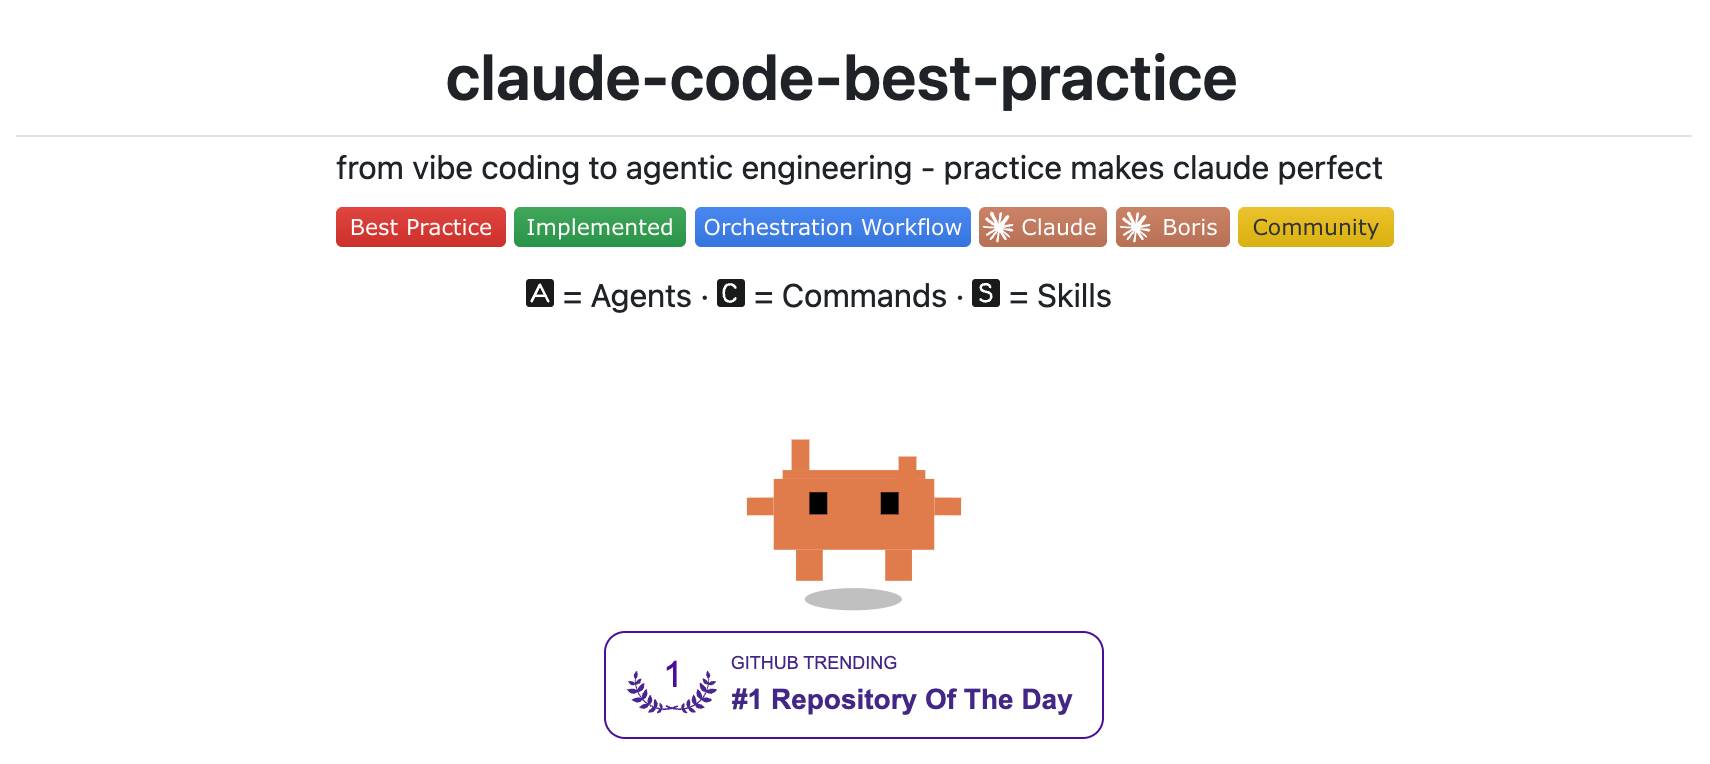 claude-code-best-practice
from vibe coding to agentic engineering - practice makes claude perfect
Best Practice Implemented Orchestration Workflow Claude Boris Community
A = Agents · C = Commands · S = Skills
1
GITHUB TRENDING
#1 Repository Of The Day